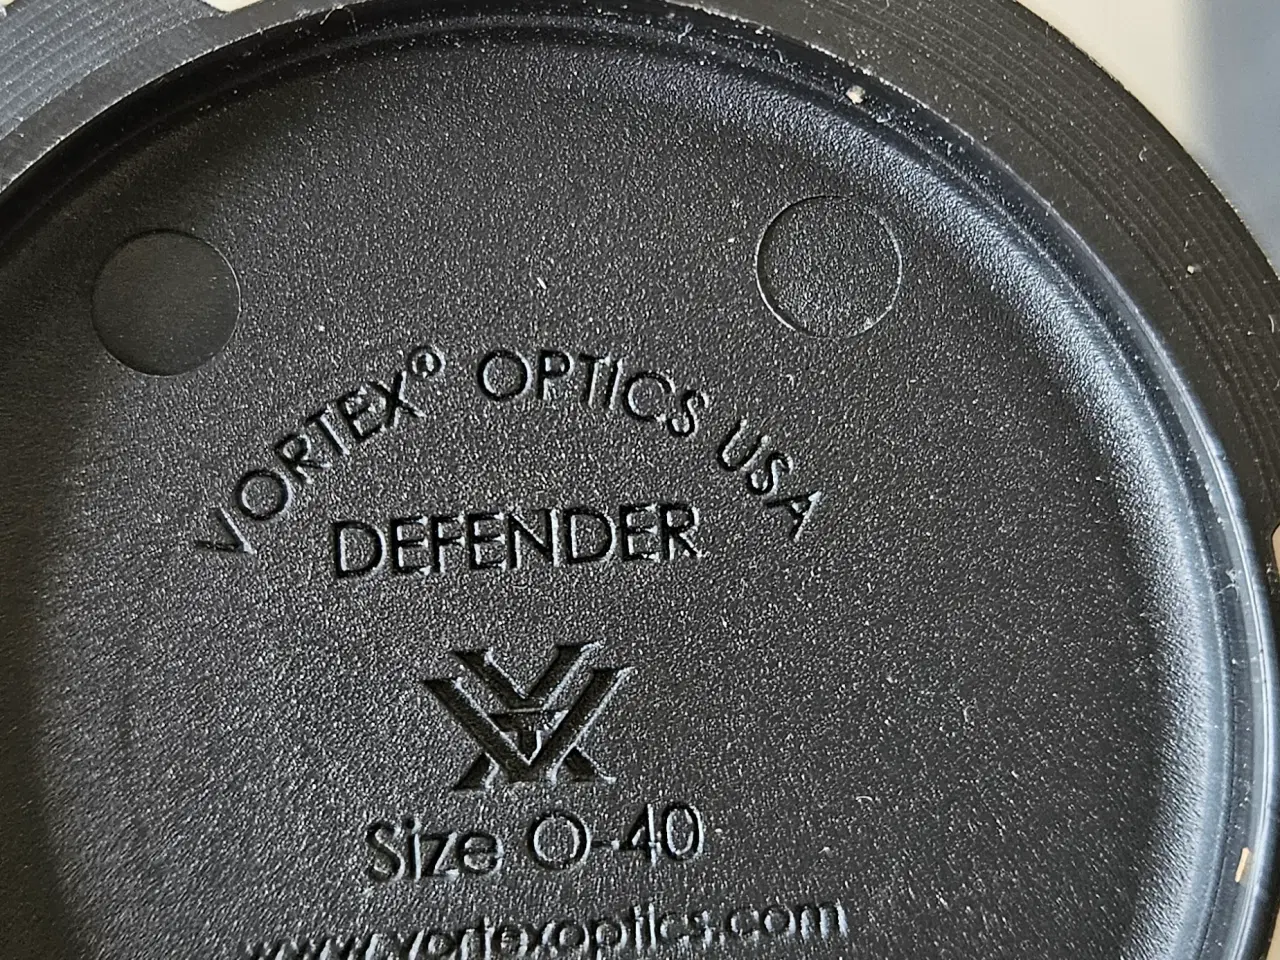 VORTEX® OPTICS USA
DEFENDER
Size O-40
www.vortexoptics.com